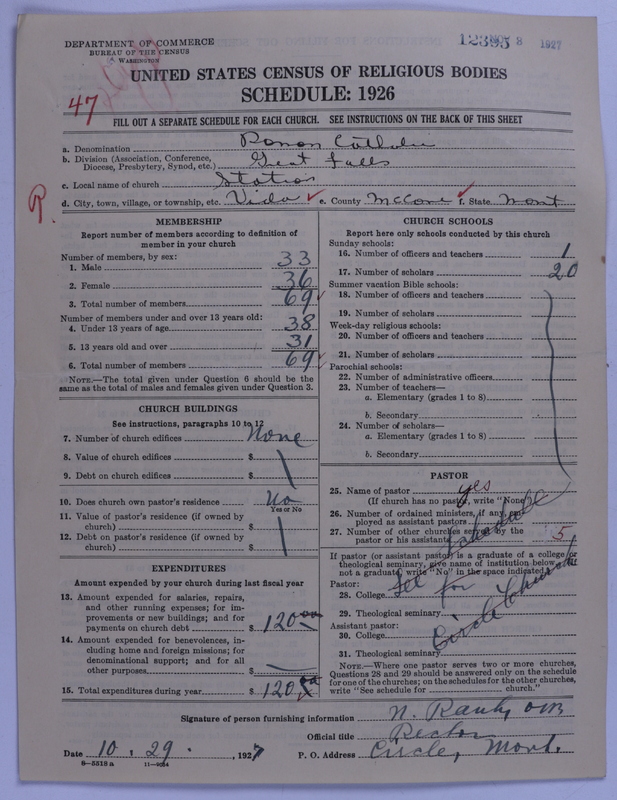 DEPARTMENT OF COMMERCE
BUREAU OF THE CENSUS
WASHINGTON
12395 NOV 3 1927
UNITED STATES CENSUS OF RELIGIOUS BODIES
SCHEDULE: 1926
47
FILL OUT A SEPARATE SCHEDULE FOR EACH CHURCH. SEE INSTRUCTIONS ON THE BACK OF THIS SHEET
a. Denomination Roman Catholic
b. Division (Association, Conference, Diocese, Presbytery, Synod, etc.) Great Falls
c. Local name of church Station
R.
d. City, town, village, or township, etc. Vida e. County McCone f. State Mont
MEMBERSHIP
Report number of members according to definition of
member in your church
Number of members, by sex:
1. Male 33
2. Female 36
3. Total number of members 69
Number of members under and over 13 years old:
4. Under 13 years of age 38
5. 13 years old and over 31
6. Total number of members 69
NOTE.—The total given under Question 6 should be
same as the total of males and females given under Question 3.
CHURCH BUILDINGS
See instructions, paragraphs 10 to 12
7. Number of church edifices None
8. Value of church edifices $
9. Debt on church edifices $
10. Does church own pastor's residence No
Yes or No
11. Value of pastor's residence (if owned by
church) $
12. Debt on pastor's residence (if owned by
church) $
EXPENDITURES
Amount expended by your church during last fiscal year
13. Amount expended for salaries, repairs,
and other running expenses; for im-
provements or new buildings; and for
payments on church debt $ 120.00
14. Amount expended for benevolences, in-
cluding home and foreign missions; for
denominational support; and for all
other purposes $
15. Total expenditures during year $ 120.00
CHURCH SCHOOLS
Report here only schools conducted by this church
Sunday schools:
16. Number of officers and teachers 1
17. Number of scholars 20
Summer vacation Bible schools:
18. Number of officers and teachers
19. Number of scholars
Week-day religious schools:
20. Number of officers and teachers
21. Number of scholars
Parochial schools:
22. Number of administrative officers
23. Number of teachers—
a. Elementary (grades 1 to 8)
b. Secondary
24. Number of scholars—
a. Elementary (grades 1 to 8)
b. Secondary
PASTOR
25. Name of pastor yes
(If church has no pastor, write "None")
26. Number of ordained ministers, if any, em-
ployed as assistant pastors
27. Number of other churches served by the
pastor or his assistants 5
If pastor (or assistant pastor) is a graduate of a college or
theological seminary, give name of institution below; if
not a graduate, write "No" in the space indicated.
Pastor:
28. College
29. Theological seminary
Assistant pastor:
30. College
31. Theological seminary
See schedule for Circle Church
NOTE.—Where one pastor serves two or more churches,
Questions 28 and 29 should be answered only on the schedule
for one of the churches; on the schedules for the other churches,
write "See schedule for church."
Signature of person furnishing information N.
Official title Rector
Date 10 . 29 . , 1927 P. O. Address Circle, Mont.
8—5518 a 11—9054